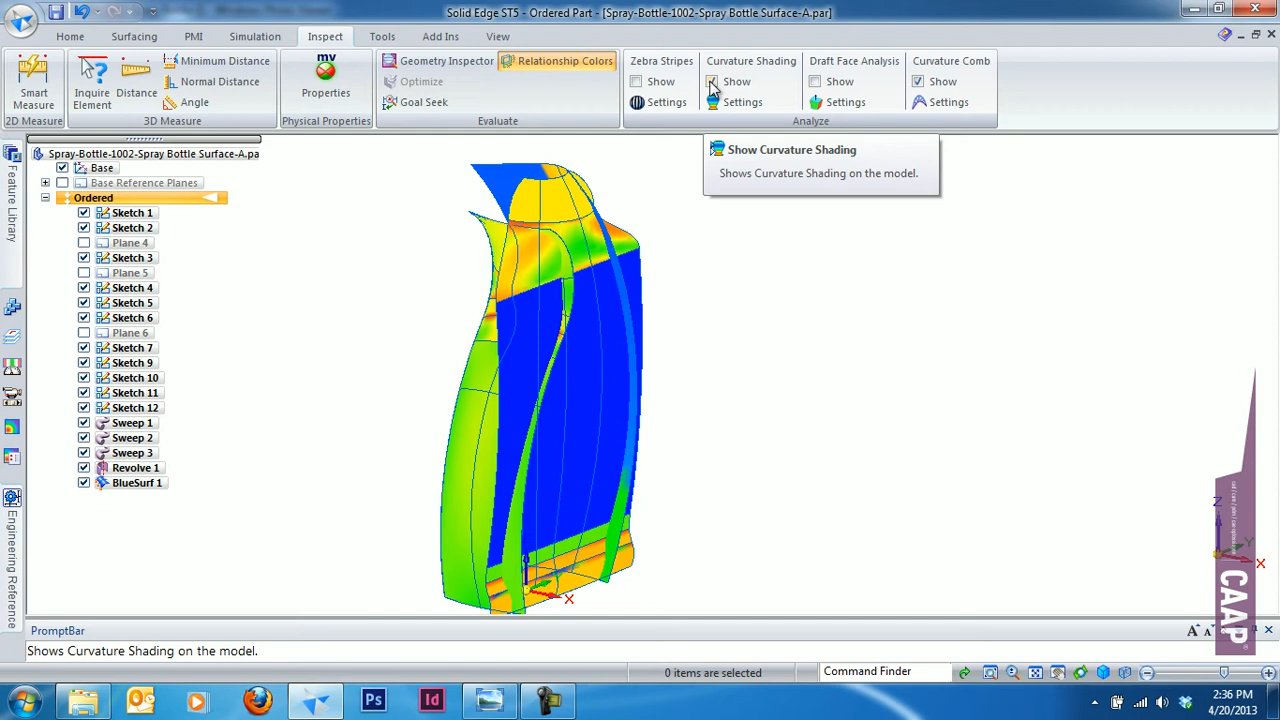 Solid Edge ST5 - Ordered Part - [Spray-Bottle-1002-Spray Bottle Surface-A.par]
Home
Surfacing
PMI
Simulation
Inspect
Tools
Add Ins
View
Smart Measure
2D Measure
Inquire Element
Distance
Minimum Distance
Normal Distance
Angle
3D Measure
mv
Properties
Physical Properties
Geometry Inspector
Relationship Colors
Optimize
Goal Seek
Evaluate
Zebra Stripes
Show
Settings
Curvature Shading
Show
Settings
Draft Face Analysis
Show
Settings
Curvature Comb
Show
Settings
Analyze
Show Curvature Shading
Shows Curvature Shading on the model.
Feature Library
Engineering Reference
Spray-Bottle-1002-Spray Bottle Surface-A.par
Base
Base Reference Planes
Ordered
Sketch 1
Sketch 2
Plane 4
Sketch 3
Plane 5
Sketch 4
Sketch 5
Sketch 6
Plane 6
Sketch 7
Sketch 9
Sketch 10
Sketch 11
Sketch 12
Sweep 1
Sweep 2
Sweep 3
Revolve 1
BlueSurf 1
X
Z
Y
X
CAAP
PromptBar
Shows Curvature Shading on the model.
0 items are selected
Command Finder
Ps
Id
2:36 PM
4/20/2013